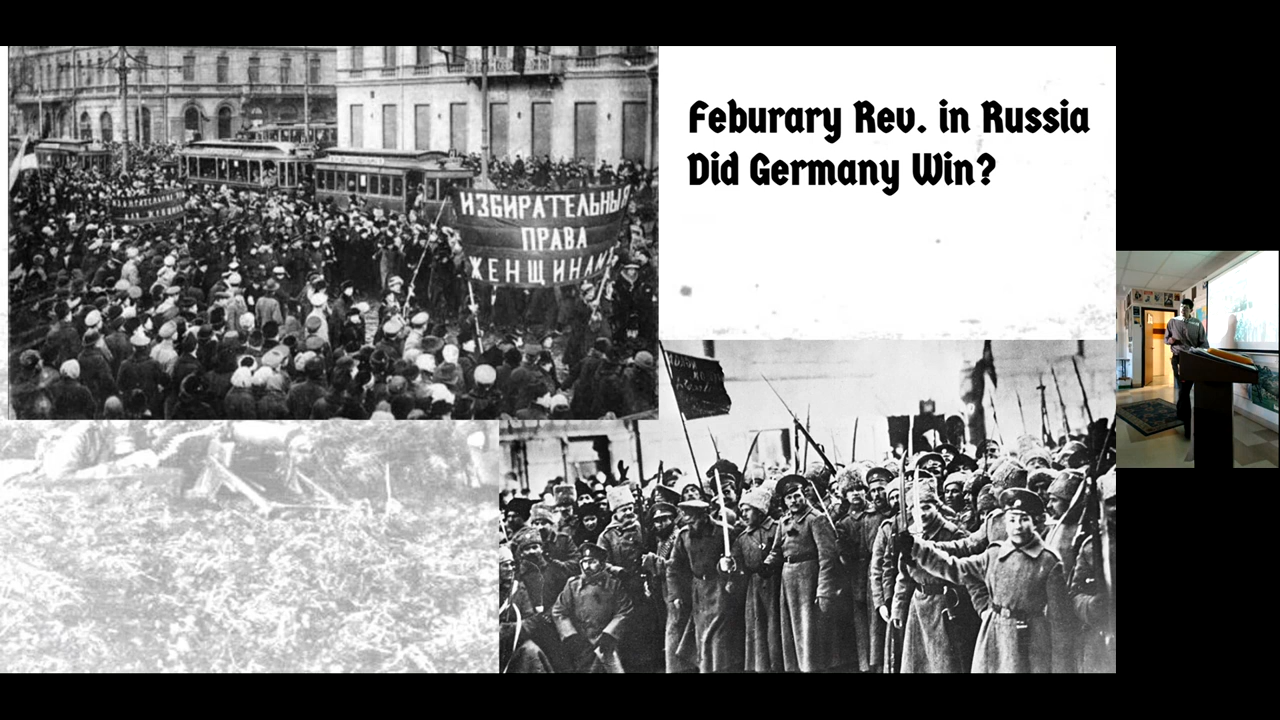 Feburary Rev. in Russia
Did Germany Win?
ИЗБИРАТЕЛЬНЫЯ
ПРАВА
ЖЕНЩИНАМЪ